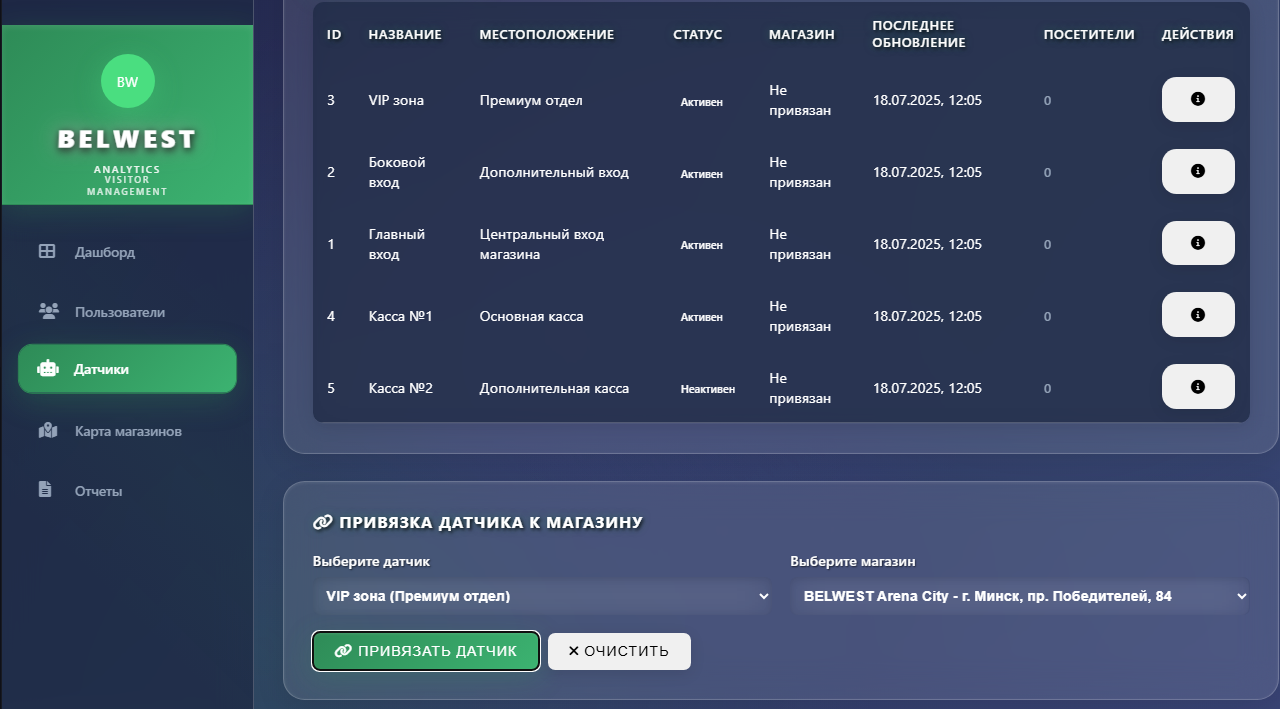 BW
BELWEST
ANALYTICS
VISITOR
MANAGEMENT
Дашборд
Пользователи
Датчики
Карта магазинов
Отчеты
ID НАЗВАНИЕ МЕСТОПОЛОЖЕНИЕ СТАТУС МАГАЗИН ПОСЛЕДНЕЕ ОБНОВЛЕНИЕ ПОСЕТИТЕЛИ ДЕЙСТВИЯ
3 VIP зона Премиум отдел Активен Не привязан 18.07.2025, 12:05 0
2 Боковой вход Дополнительный вход Активен Не привязан 18.07.2025, 12:05 0
1 Главный вход Центральный вход магазина Активен Не привязан 18.07.2025, 12:05 0
4 Касса №1 Основная касса Активен Не привязан 18.07.2025, 12:05 0
5 Касса №2 Дополнительная касса Неактивен Не привязан 18.07.2025, 12:05 0
ПРИВЯЗКА ДАТЧИКА К МАГАЗИНУ
Выберите датчик Выберите магазин
VIP зона (Премиум отдел) BELWEST Arena City - г. Минск, пр. Победителей, 84
ПРИВЯЗАТЬ ДАТЧИК ОЧИСТИТЬ